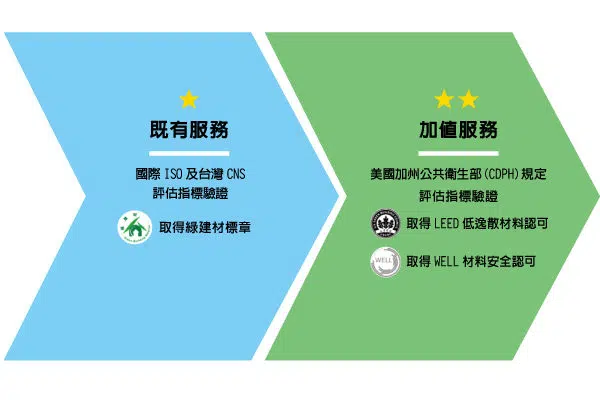 既有服務
國際 ISO 及台灣 CNS
評估指標驗證
取得綠建材標章
加值服務
美國加州公共衛生部(CDPH)規定
評估指標驗證
取得 LEED 低逸散材料認可
WELL
取得 WELL 材料安全認可